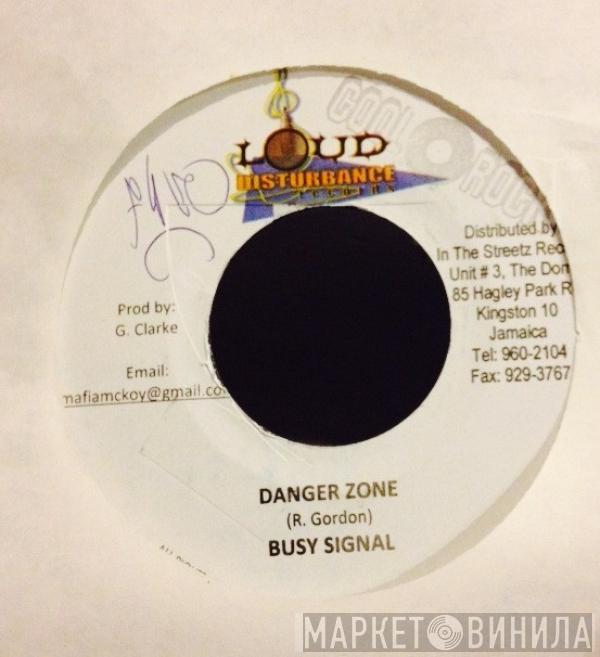 LOUD
DISTURBANCE
RECORDS
COOL
ROCK
Distributed by
In The Streetz Rec
Unit # 3, The Don
85 Hagley Park R
Kingston 10
Jamaica
Tel: 960-2104
Fax: 929-3767
Prod by:
G. Clarke
Email:
mafiamckoy@gmail.co
DANGER ZONE
(R. Gordon)
BUSY SIGNAL
МАРКЕТ ВИНИЛА